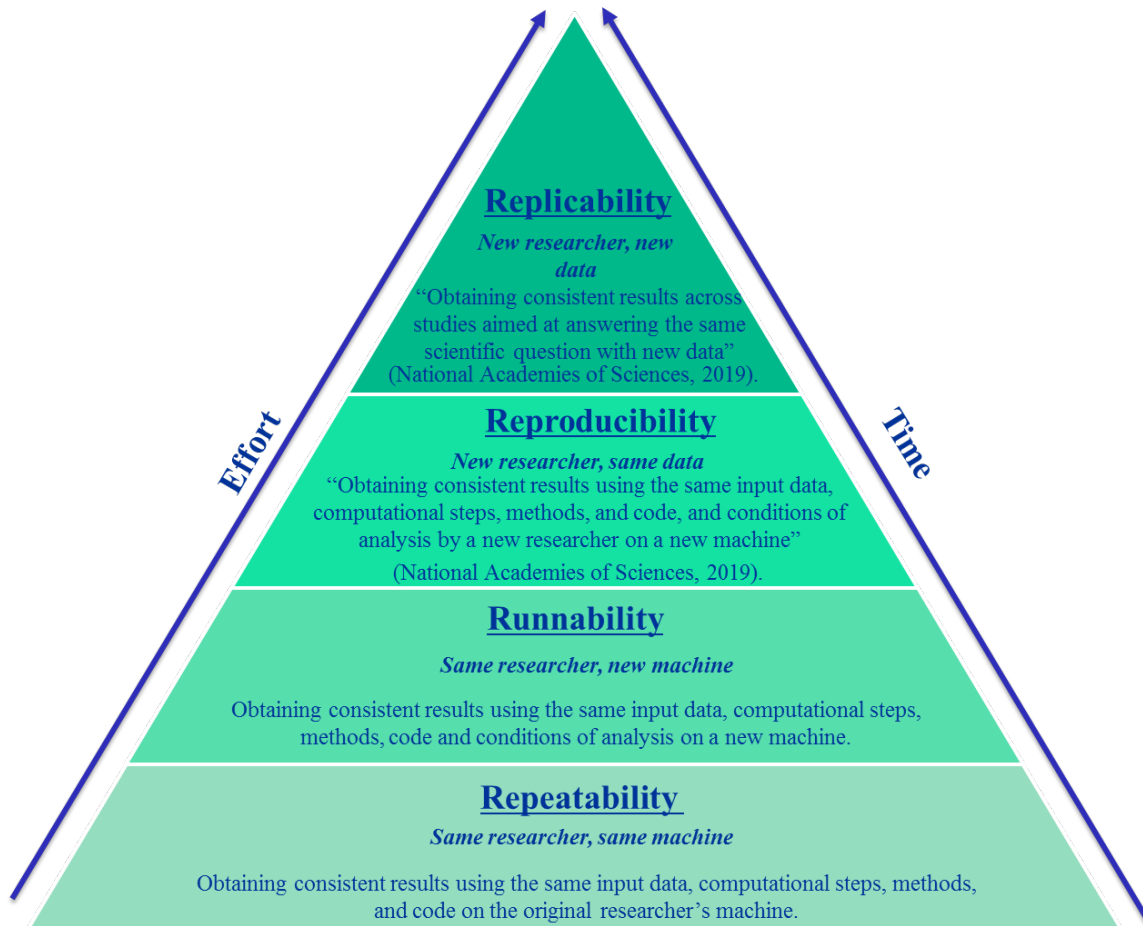 Replicability
New researcher, new
data
“Obtaining consistent results across
studies aimed at answering the same
scientific question with new data”
(National Academies of Sciences, 2019).
Effort
Time
Reproducibility
New researcher, same data
“Obtaining consistent results using the same input data,
computational steps, methods, and code, and conditions of
analysis by a new researcher on a new machine”
(National Academies of Sciences, 2019).
Runnability
Same researcher, new machine
Obtaining consistent results using the same input data, computational steps,
methods, code and conditions of analysis on a new machine.
Repeatability
Same researcher, same machine
Obtaining consistent results using the same input data, computational steps, methods,
and code on the original researcher’s machine.